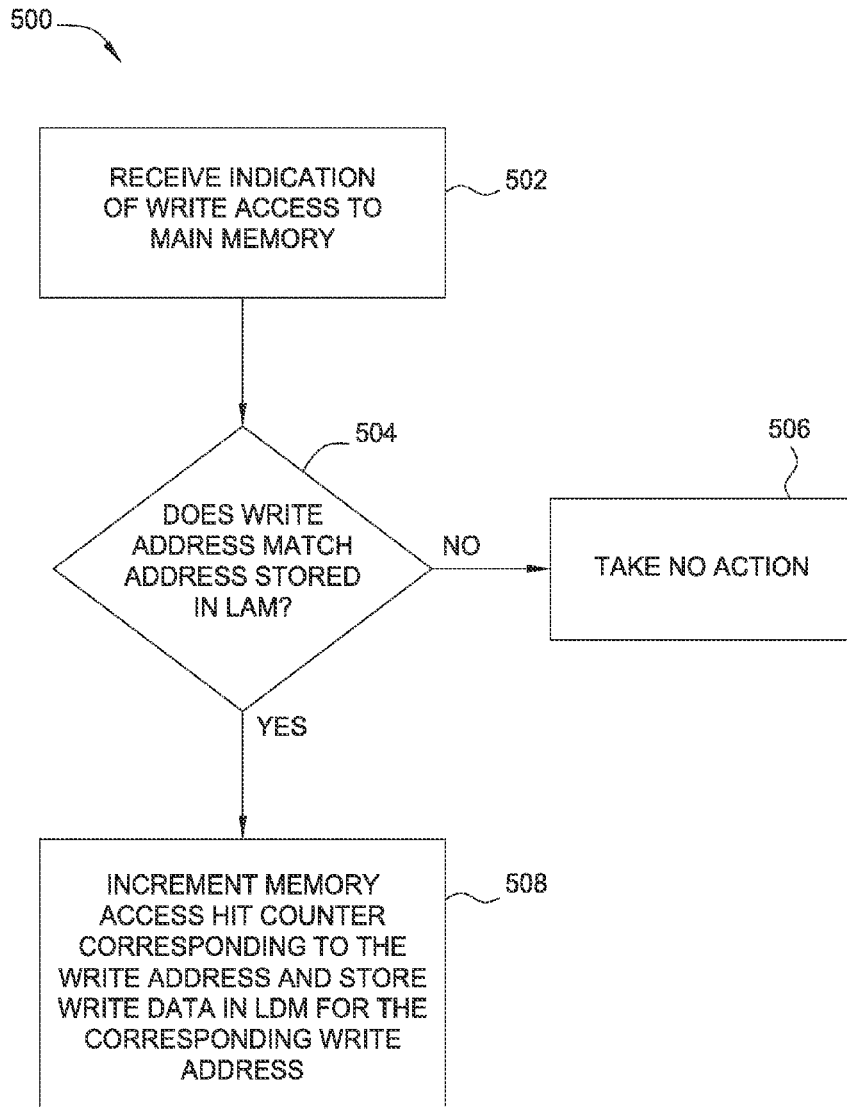 500
RECEIVE INDICATION
OF WRITE ACCESS TO
MAIN MEMORY
502
504
DOES WRITE
ADDRESS MATCH
ADDRESS STORED
IN LAM?
NO
506
TAKE NO ACTION
YES
INCREMENT MEMORY
ACCESS HIT COUNTER
CORRESPONDING TO THE
WRITE ADDRESS AND STORE
WRITE DATA IN LDM FOR THE
CORRESPONDING WRITE
ADDRESS
508